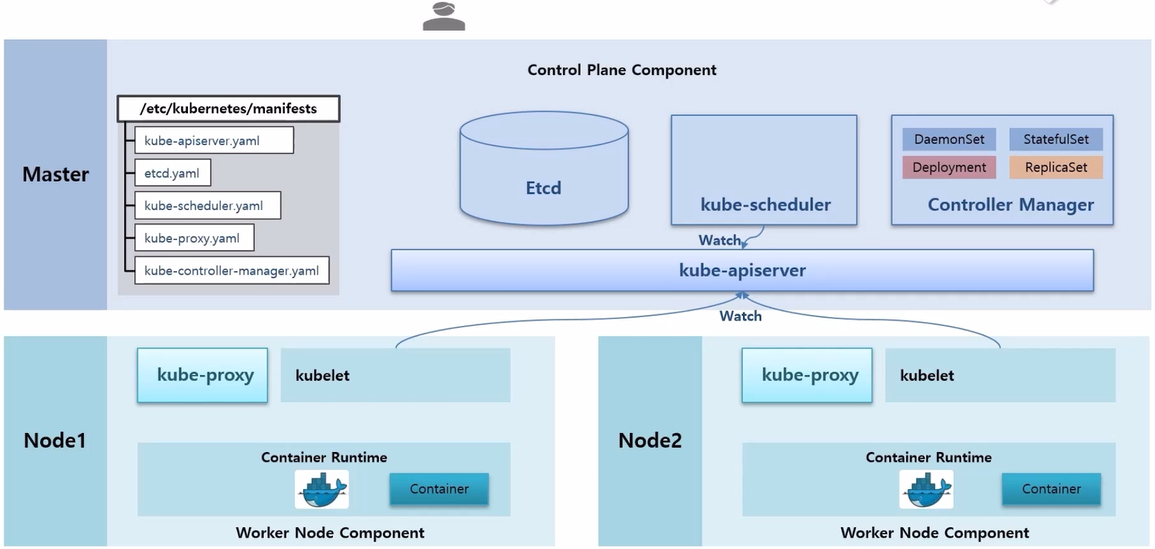 Control Plane Component
Master
/etc/kubernetes/manifests
kube-apiserver.yaml
etcd.yaml
kube-scheduler.yaml
kube-proxy.yaml
kube-controller-manager.yaml
Etcd
kube-scheduler
DaemonSet
StatefulSet
Deployment
ReplicaSet
Controller Manager
Watch
kube-apiserver
Watch
Node1
kube-proxy
kubelet
Container Runtime
Container
Worker Node Component
Node2
kube-proxy
kubelet
Container Runtime
Container
Worker Node Component